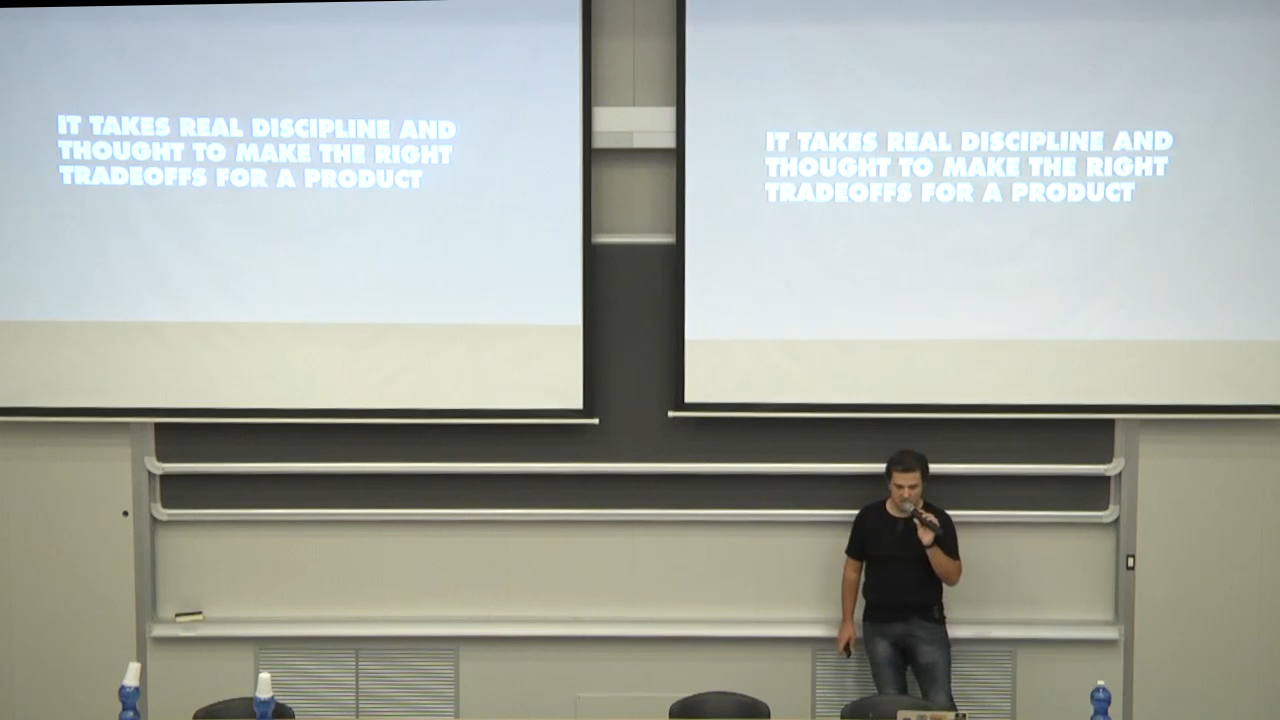 IT TAKES REAL DISCIPLINE AND
THOUGHT TO MAKE THE RIGHT
TRADEOFFS FOR A PRODUCT
IT TAKES REAL DISCIPLINE AND
THOUGHT TO MAKE THE RIGHT
TRADEOFFS FOR A PRODUCT